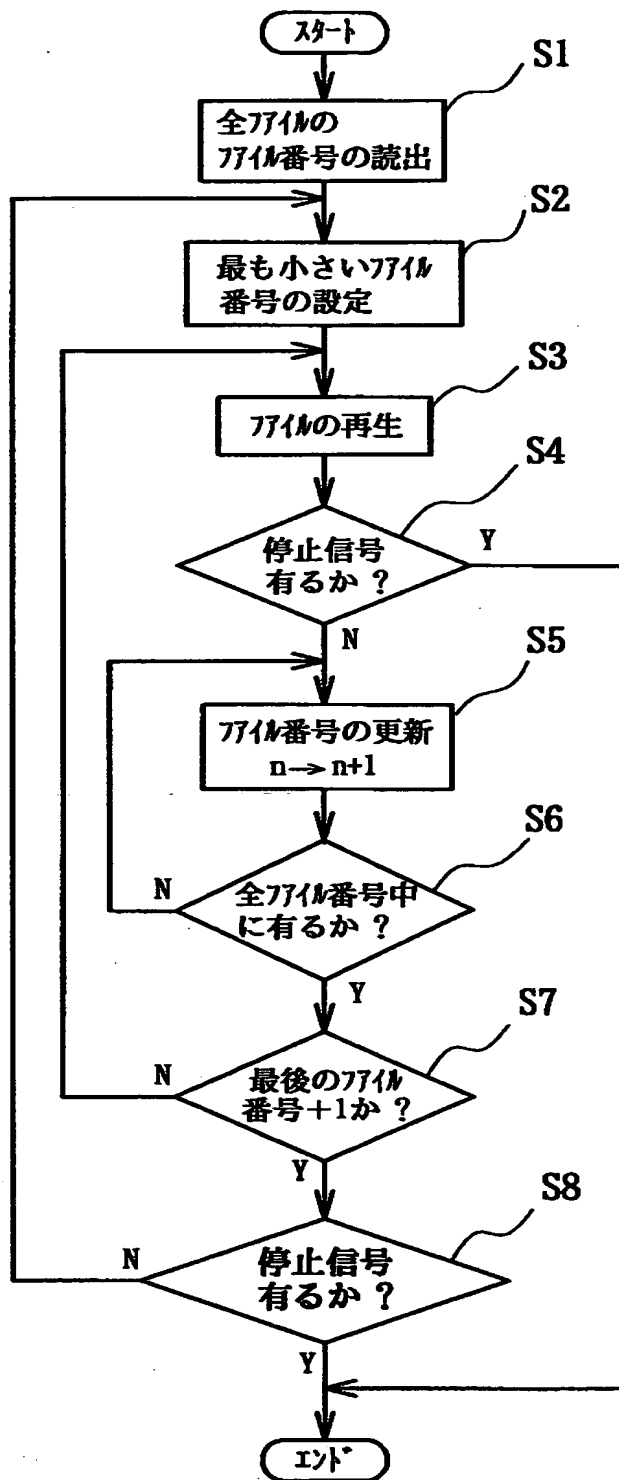 スタート
S1
全ファイルの
ファイル番号の読出
S2
最も小さいファイル
番号の設定
S3
ファイルの再生
S4
停止信号
有るか ?
Y
N
S5
ファイル番号の更新
n→n+1
S6
全ファイル番号中
に有るか ?
N
Y
S7
最後のファイル
番号+1か ?
N
Y
S8
停止信号
有るか ?
N
Y
エンド